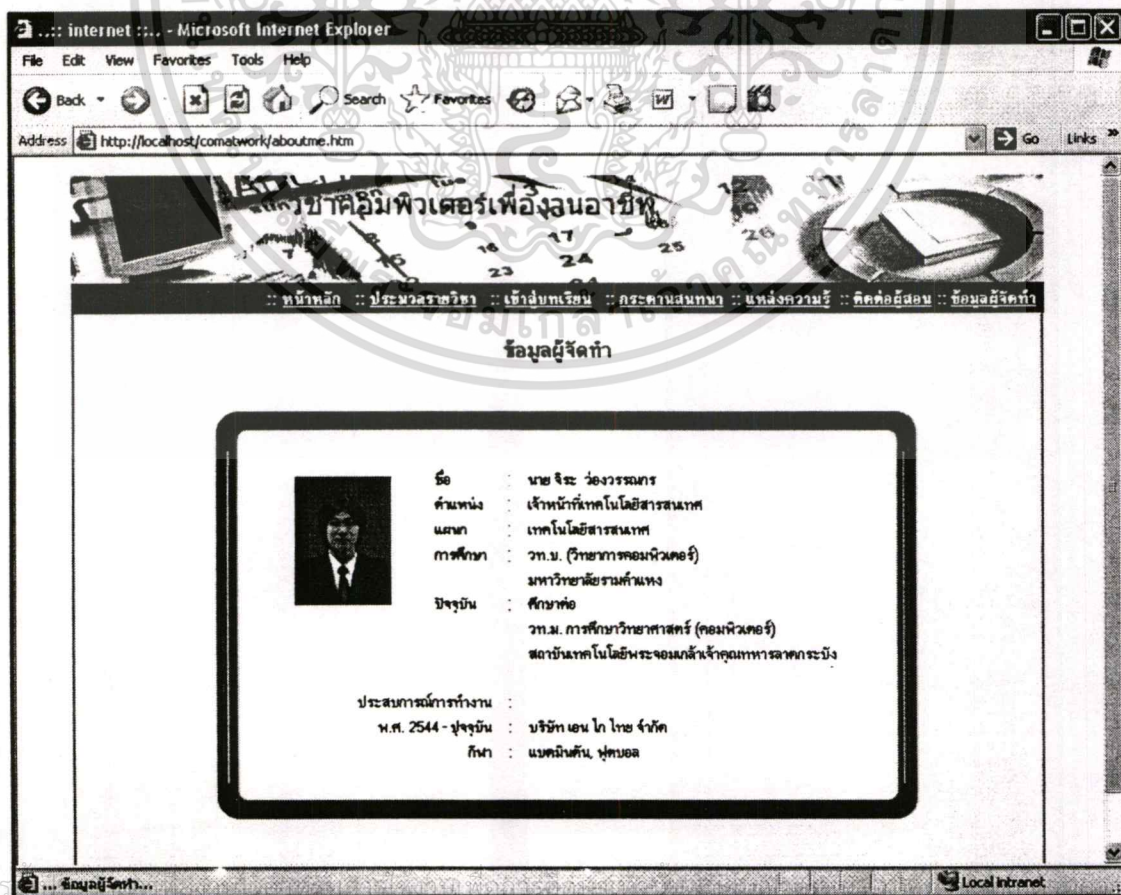 ..:: internet ::.. - Microsoft Internet Explorer
File Edit View Favorites Tools Help
Back Search Favorites
Address http://localhost/comatwork/aboutme.htm Go Links »
วิชาคอมพิวเตอร์เพื่องานอาชีพ
:: หน้าหลัก :: ประมวลรายวิชา :: เข้าสู่บทเรียน :: กระดานสนทนา :: แหล่งความรู้ :: ติดต่อผู้สอน :: ข้อมูลผู้จัดทำ
ข้อมูลผู้จัดทำ
ชื่อ : นาย จิระ ว่องวรรณกร
ตำแหน่ง : เจ้าหน้าที่เทคโนโลยีสารสนเทศ
แผนก : เทคโนโลยีสารสนเทศ
การศึกษา : วท.บ. (วิทยาการคอมพิวเตอร์)
มหาวิทยาลัยรามคำแหง
ปัจจุบัน : ศึกษาต่อ
วท.ม. การศึกษาวิทยาศาสตร์ (คอมพิวเตอร์)
สถาบันเทคโนโลยีพระจอมเกล้าเจ้าคุณทหารลาดกระบัง
ประสบการณ์การทำงาน :
พ.ศ. 2544 - ปัจจุบัน : บริษัท เอน ไก ไทย จำกัด
กีฬา : แบดมินตัน, ฟุตบอล
... ข้อมูลผู้จัดทำ... Local intranet